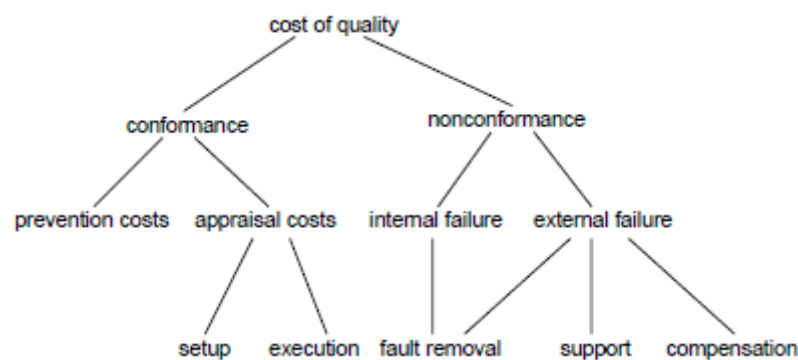 cost of quality
conformance
nonconformance
prevention costs
appraisal costs
internal failure
external failure
setup
execution
fault removal
support
compensation